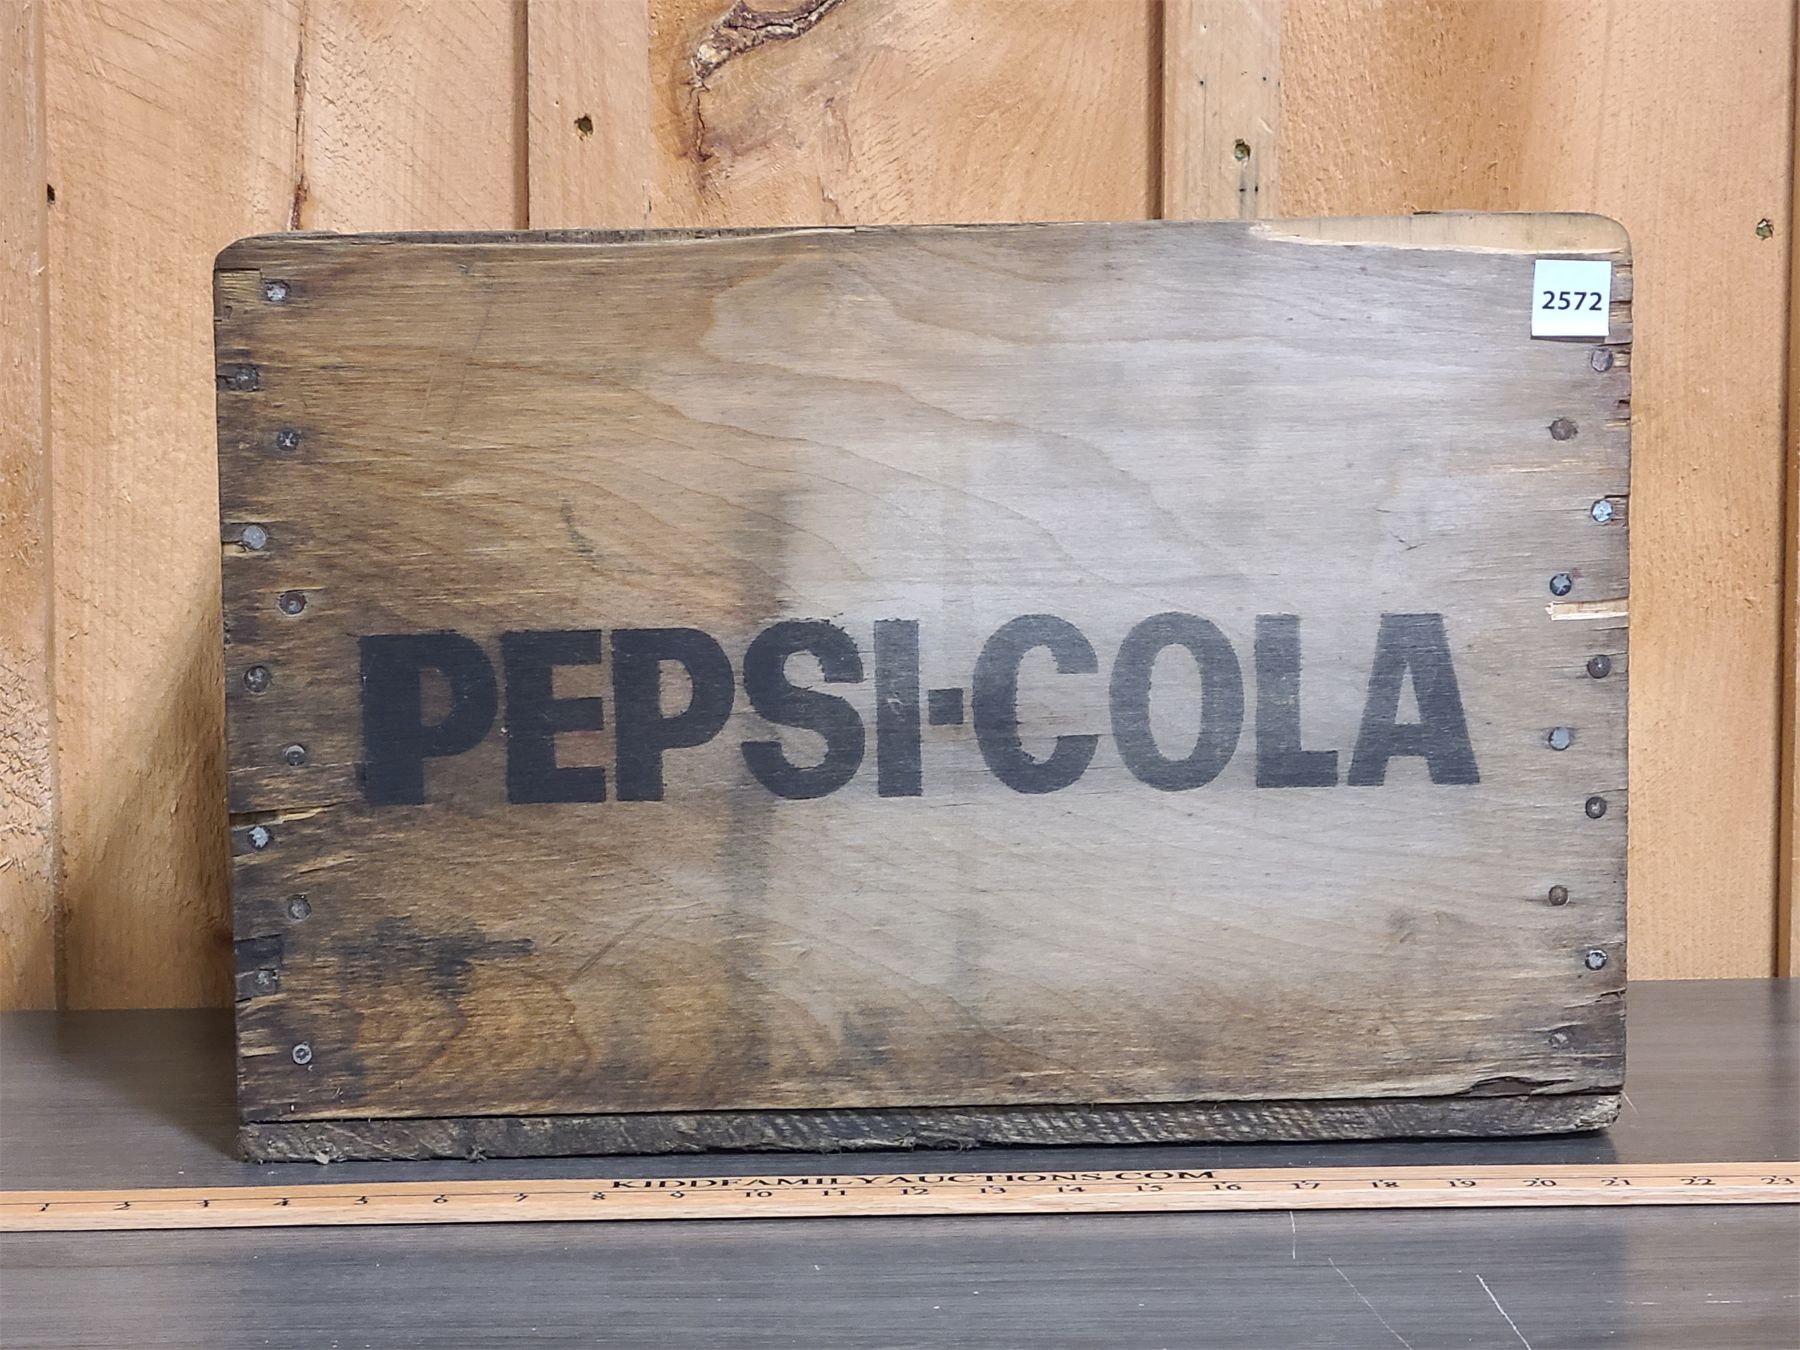 2572
PEPSI-COLA
KIDDFAMILYAUCTIONS.COM
1 2 3 4 5 6 7 8 9 10 11 12 13 14 15 16 17 18 19 20 21 22 23